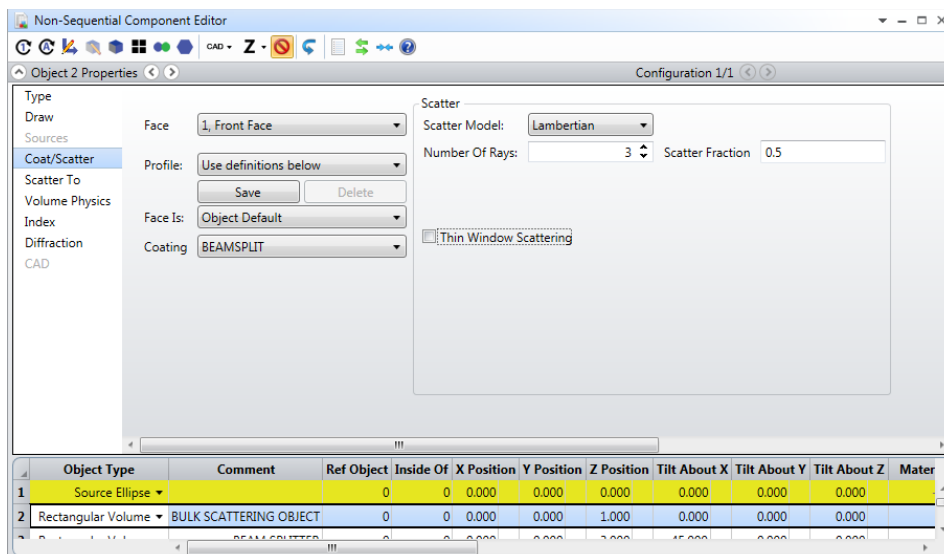 Non-Sequential Component Editor
CAD Z
Object 2 Properties Configuration 1/1
Type
Draw
Sources
Coat/Scatter
Scatter To
Volume Physics
Index
Diffraction
CAD
Face 1, Front Face
Profile: Use definitions below
Save Delete
Face Is: Object Default
Coating BEAMSPLIT
Scatter
Scatter Model: Lambertian
Number Of Rays: 3 Scatter Fraction 0.5
Thin Window Scattering
Object Type Comment Ref Object Inside Of X Position Y Position Z Position Tilt About X Tilt About Y Tilt About Z Mater
1 Source Ellipse 0 0 0.000 0.000 0.000 0.000 0.000 0.000 -
2 Rectangular Volume BULK SCATTERING OBJECT 0 0 0.000 0.000 1.000 0.000 0.000 0.000